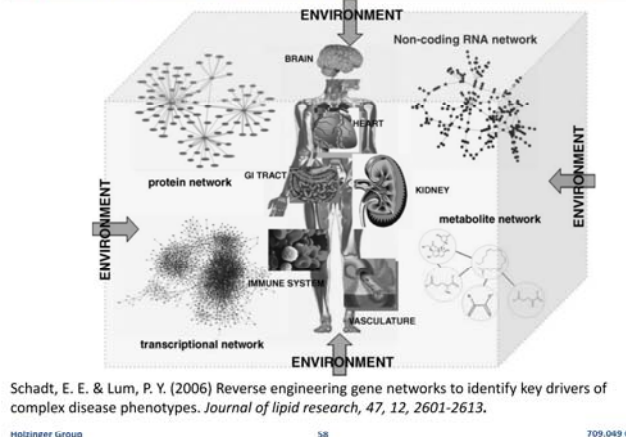 ENVIRONMENT
Non-coding RNA network
BRAIN
HEART
GI TRACT
KIDNEY
protein network
ENVIRONMENT
ENVIRONMENT
metabolite network
IMMUNE SYSTEM
VASCULATURE
transcriptional network
ENVIRONMENT
Schadt, E. E. & Lum, P. Y. (2006) Reverse engineering gene networks to identify key drivers of
complex disease phenotypes. Journal of lipid research, 47, 12, 2601-2613.
Holzinger Group 58 709.049